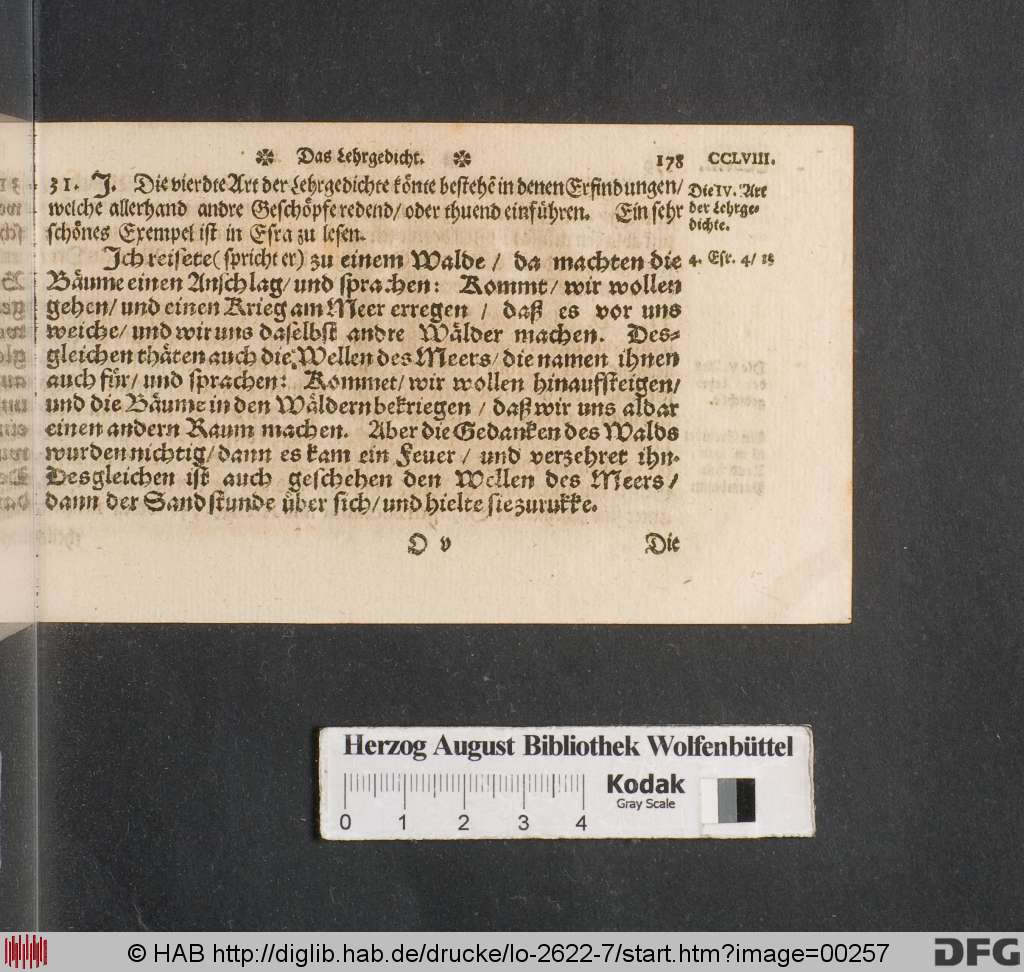 ✽ Das Lehrgedicht. ✽ 178 CCLVIII.
31. J. Die vierdte Art der Lehrgedichte könte bestehẽ in denen Erfindungen/
welche allerhand andre Geschöpfe redend/ oder thuend einführen. Ein sehr
schönes Exempel ist in Esra zu lesen.
Die IV. Art
der Lehrge-
dichte.
Ich reisete (spricht er) zu einem Walde / da machten die
Bäume einen Anschlag/ und sprachen: Kommt/ wir wollen
gehen/ und einen Krieg am Meer erregen / daß es vor uns
weiche/ und wir uns daselbst andre Wälder machen. Des-
gleichen thäten auch die Wellen des Meers/ die namen ihnen
auch für/ und sprachen: Kommet/ wir wollen hinaufsteigen/
und die Bäume in den Wäldern bekriegen / daß wir uns aldar
einen andern Raum machen. Aber die Gedanken des Walds
wurden nichtig/ dann es kam ein Feuer / und verzehret ihn.
Desgleichen ist auch geschehen den Wellen des Meers/
dann der Sand stunde über sich/ und hielte sie zurukke.
4. Esr. 4/ 13
O v Die
Herzog August Bibliothek Wolfenbüttel
Kodak
Gray Scale
0 1 2 3 4
© HAB http://diglib.hab.de/drucke/lo-2622-7/start.htm?image=00257
DFG